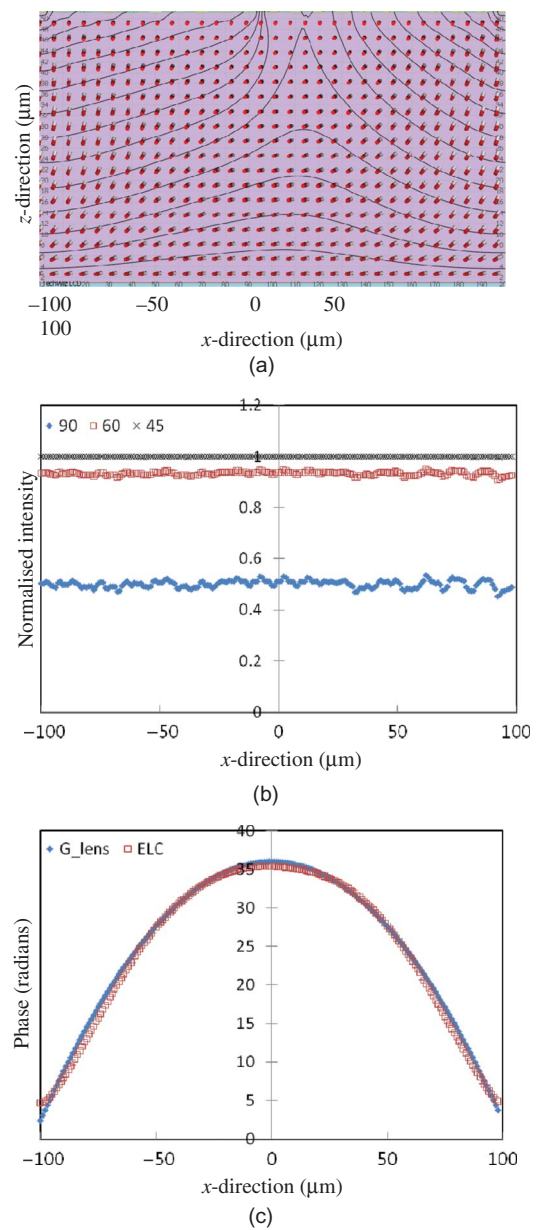 z-direction (μm)
−100 −50 0 50
100
x-direction (μm)
(a)
90 60 45
1.2
1
0.8
0.6
0.4
0.2
0
Normalised intensity
−100 −50 0 50 100
x-direction (μm)
(b)
G_lens ELC
40
35
30
25
20
15
10
5
0
Phase (radians)
−100 −50 0 50 100
x-direction (μm)
(c)